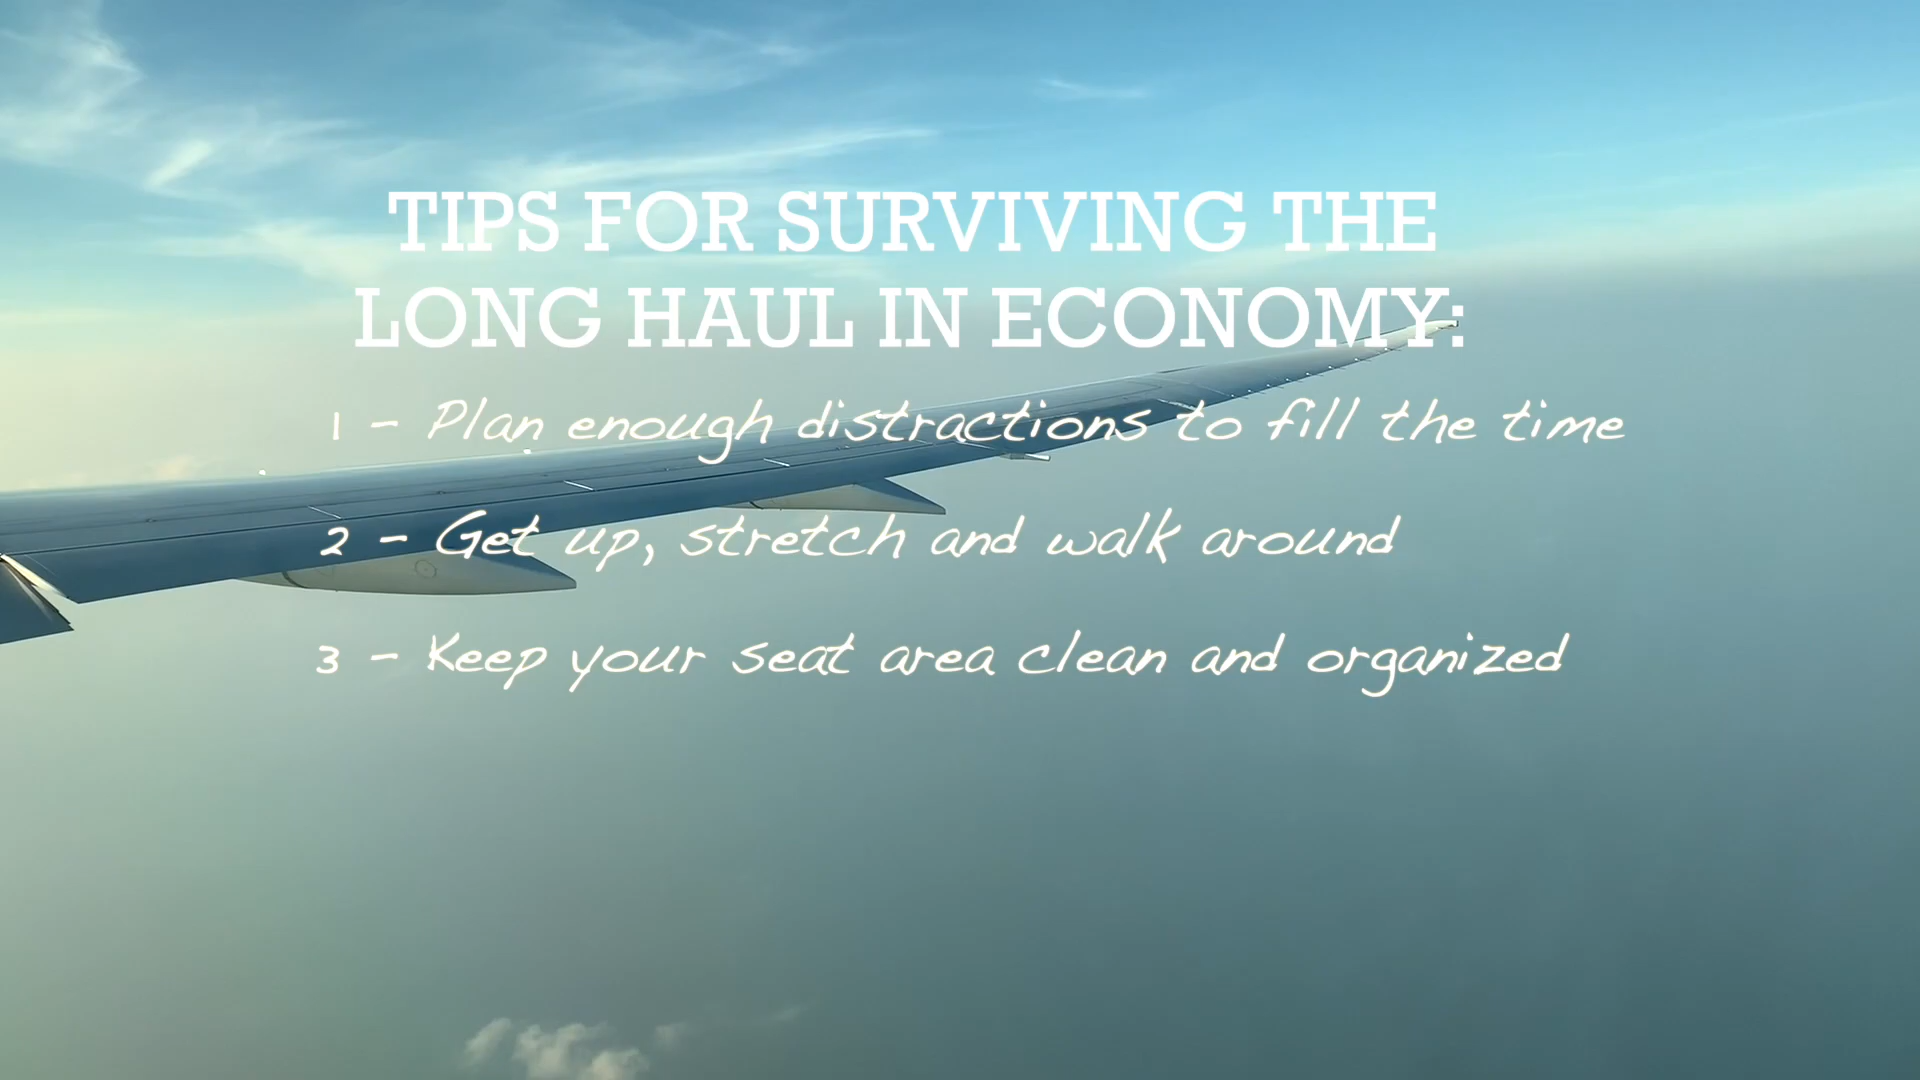 TIPS FOR SURVIVING THE
LONG HAUL IN ECONOMY:
1 - Plan enough distractions to fill the time
2 - Get up, stretch and walk around
3 - Keep your seat area clean and organized